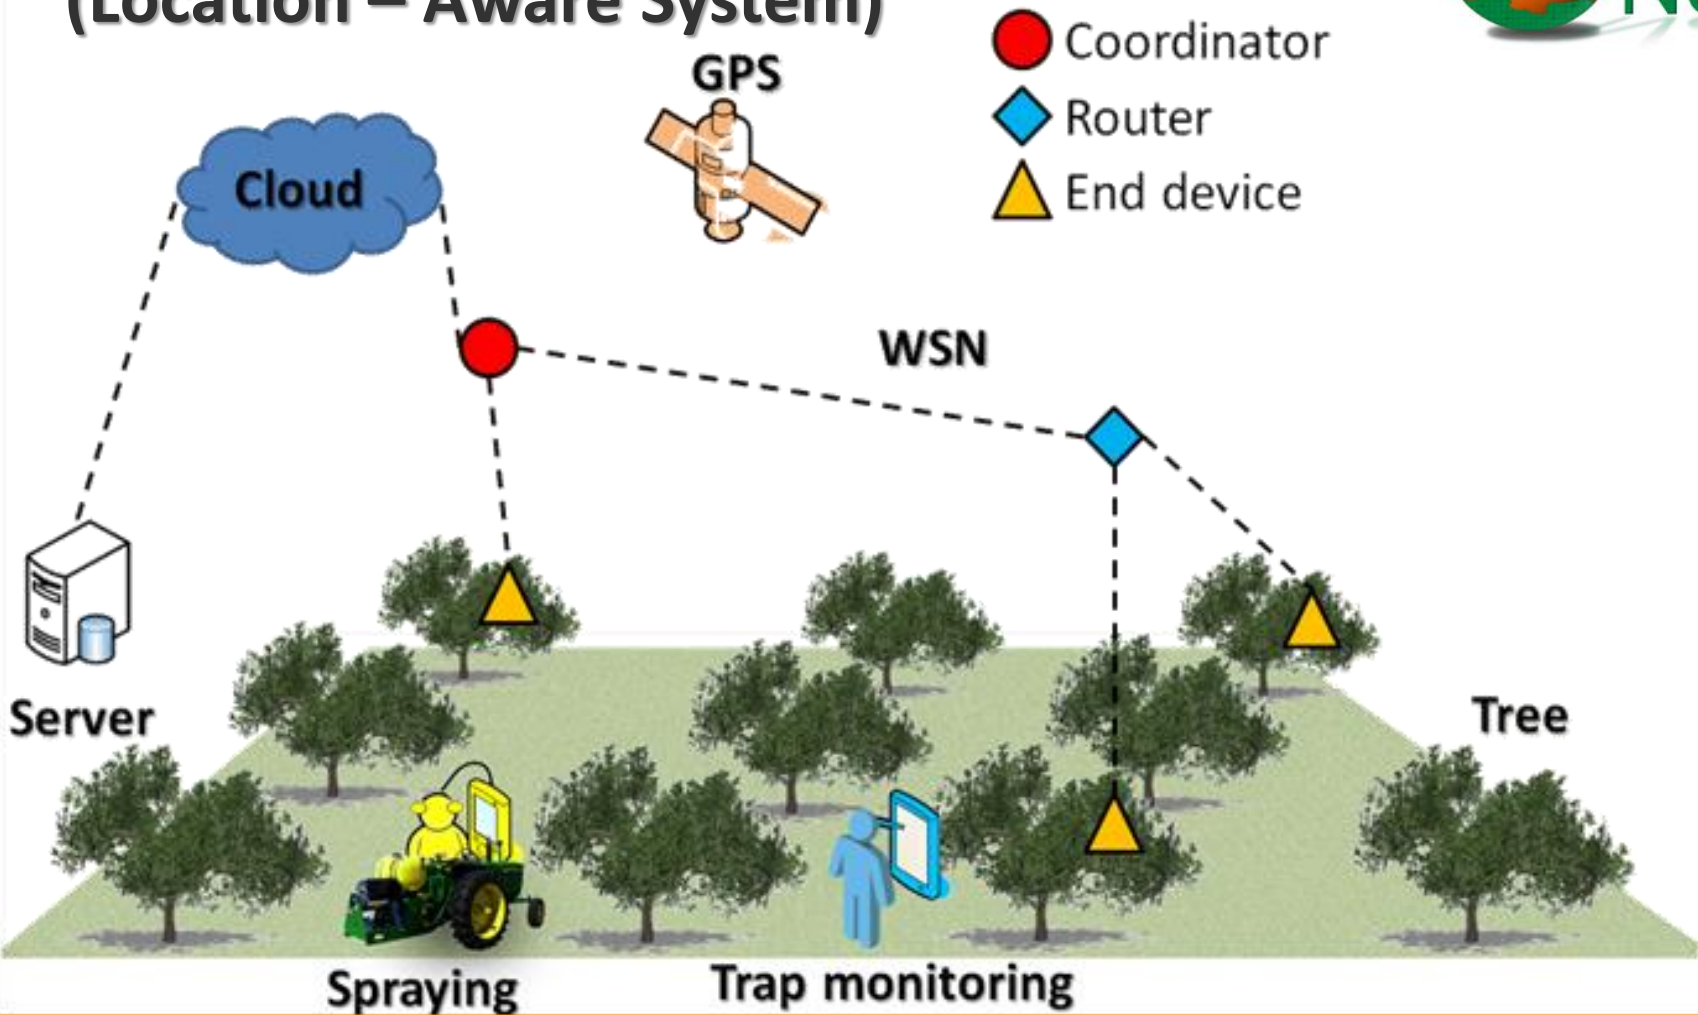 (Location – Aware System)
GPS
Coordinator
Router
End device
Cloud
WSN
Server
Tree
Spraying
Trap monitoring